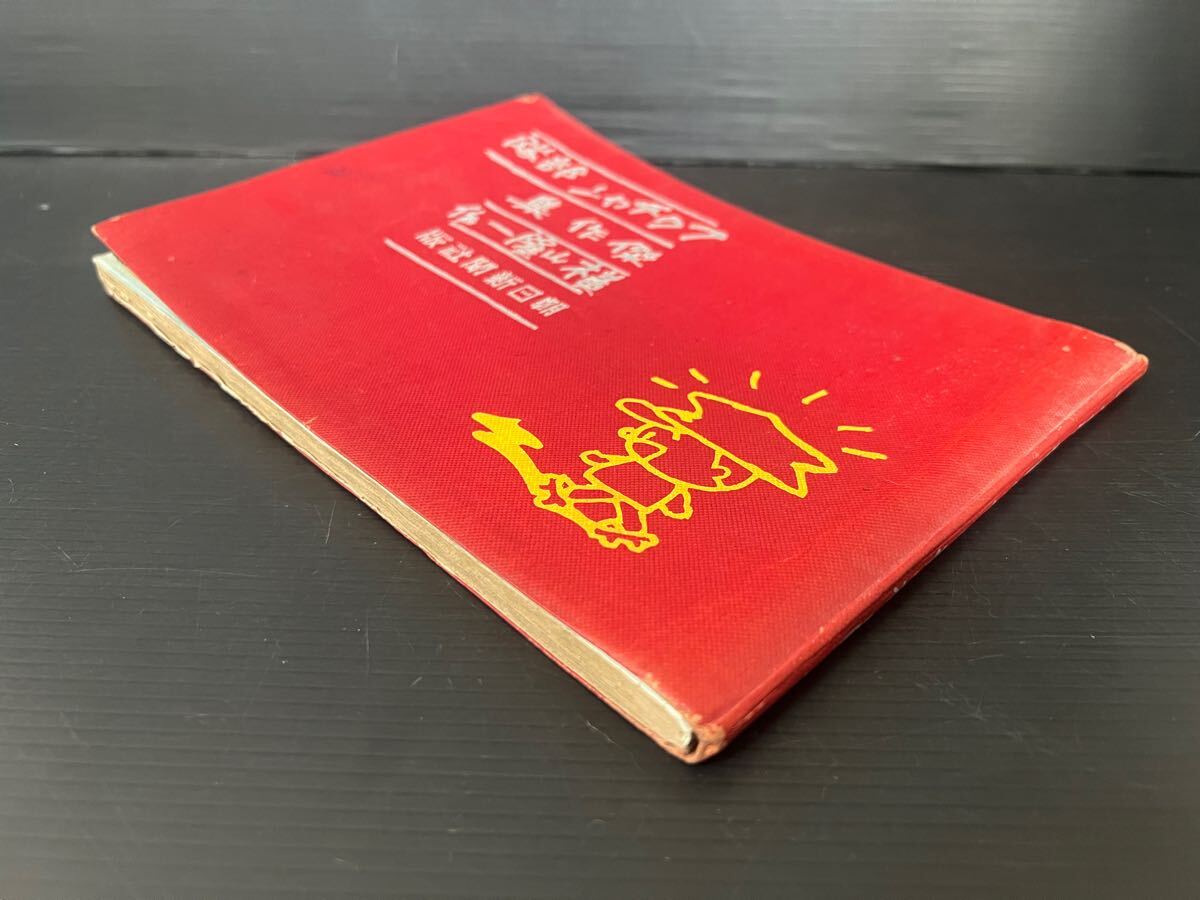 フクチャン部隊
傑作集
横山隆一作
朝日新聞社版